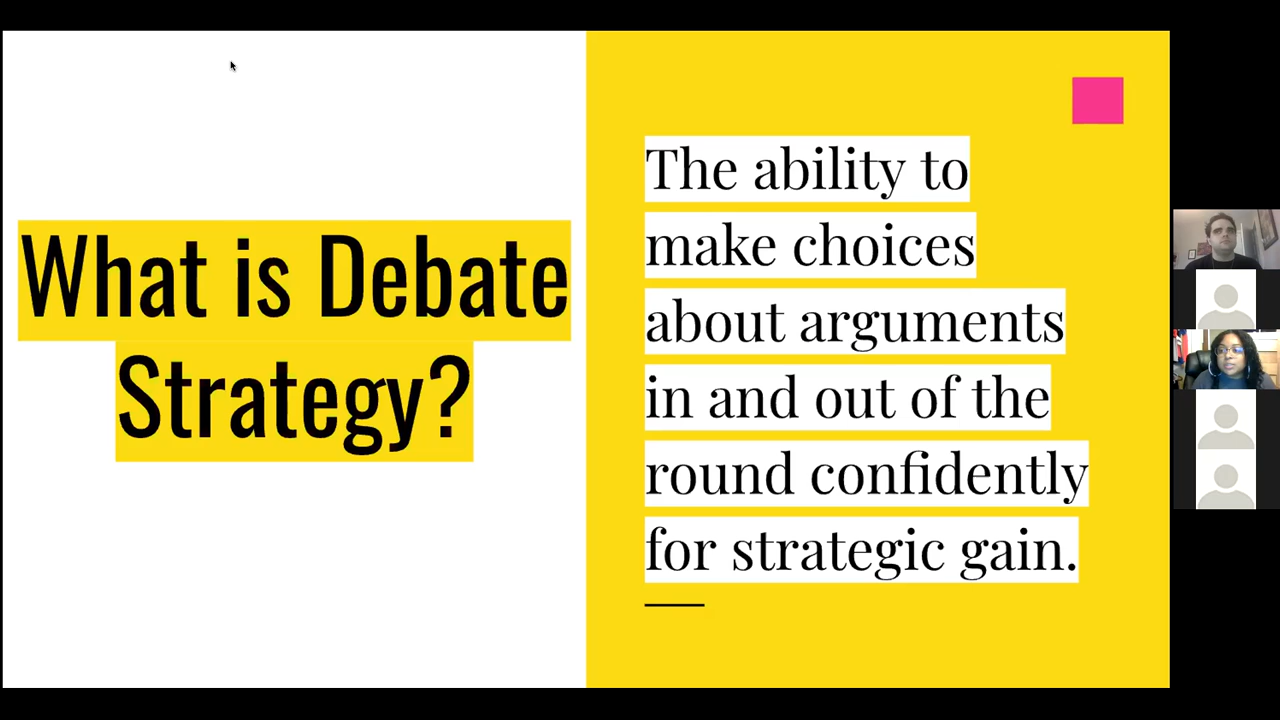 What is Debate
Strategy?
The ability to
make choices
about arguments
in and out of the
round confidently
for strategic gain.